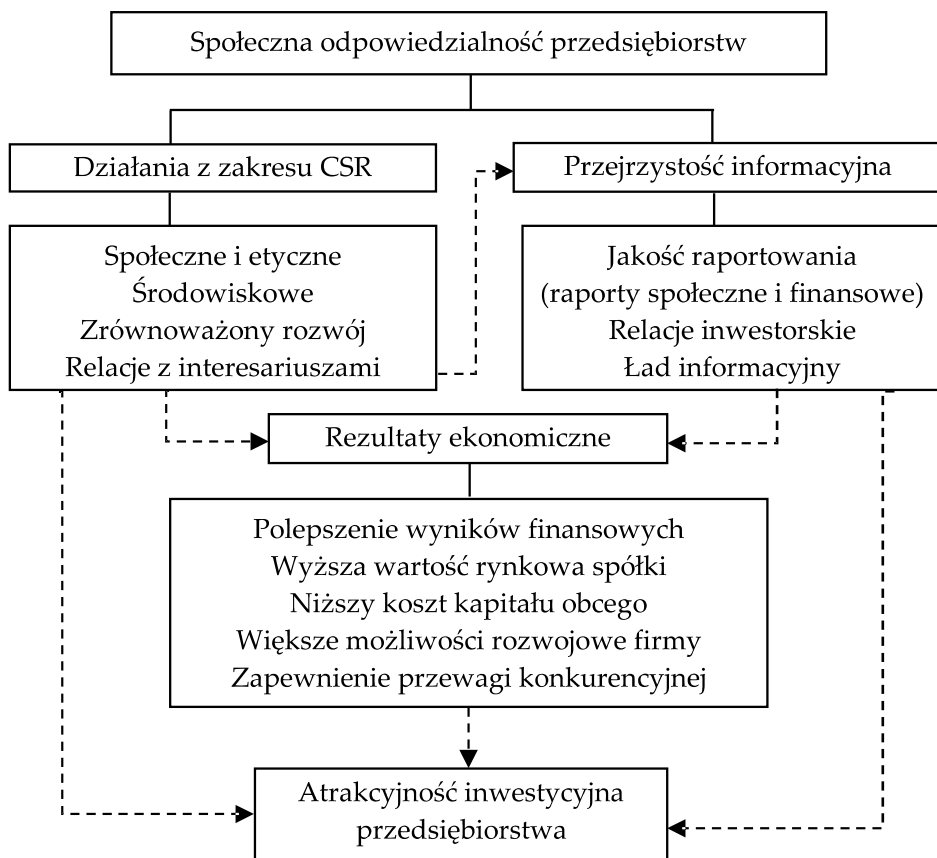 Społeczna odpowiedzialność przedsiębiorstw
Działania z zakresu CSR
Przejrzystość informacyjna
Społeczne i etyczne
Środowiskowe
Zrównoważony rozwój
Relacje z interesariuszami
Jakość raportowania
(raporty społeczne i finansowe)
Relacje inwestorskie
Ład informacyjny
Rezultaty ekonomiczne
Polepszenie wyników finansowych
Wyższa wartość rynkowa spółki
Niższy koszt kapitału obcego
Większe możliwości rozwojowe firmy
Zapewnienie przewagi konkurencyjnej
Atrakcyjność inwestycyjna
przedsiębiorstwa